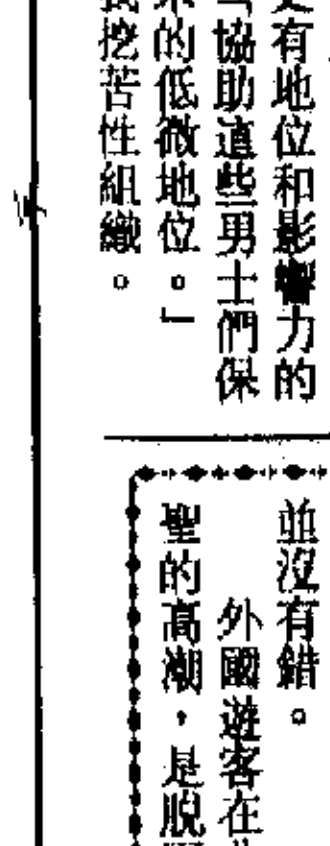 有地位和影響力的
「協助這些男士們保
的低微地位。」
挖苦性組織。
並沒有錯。
外國遊客在
聖的高潮,是脫